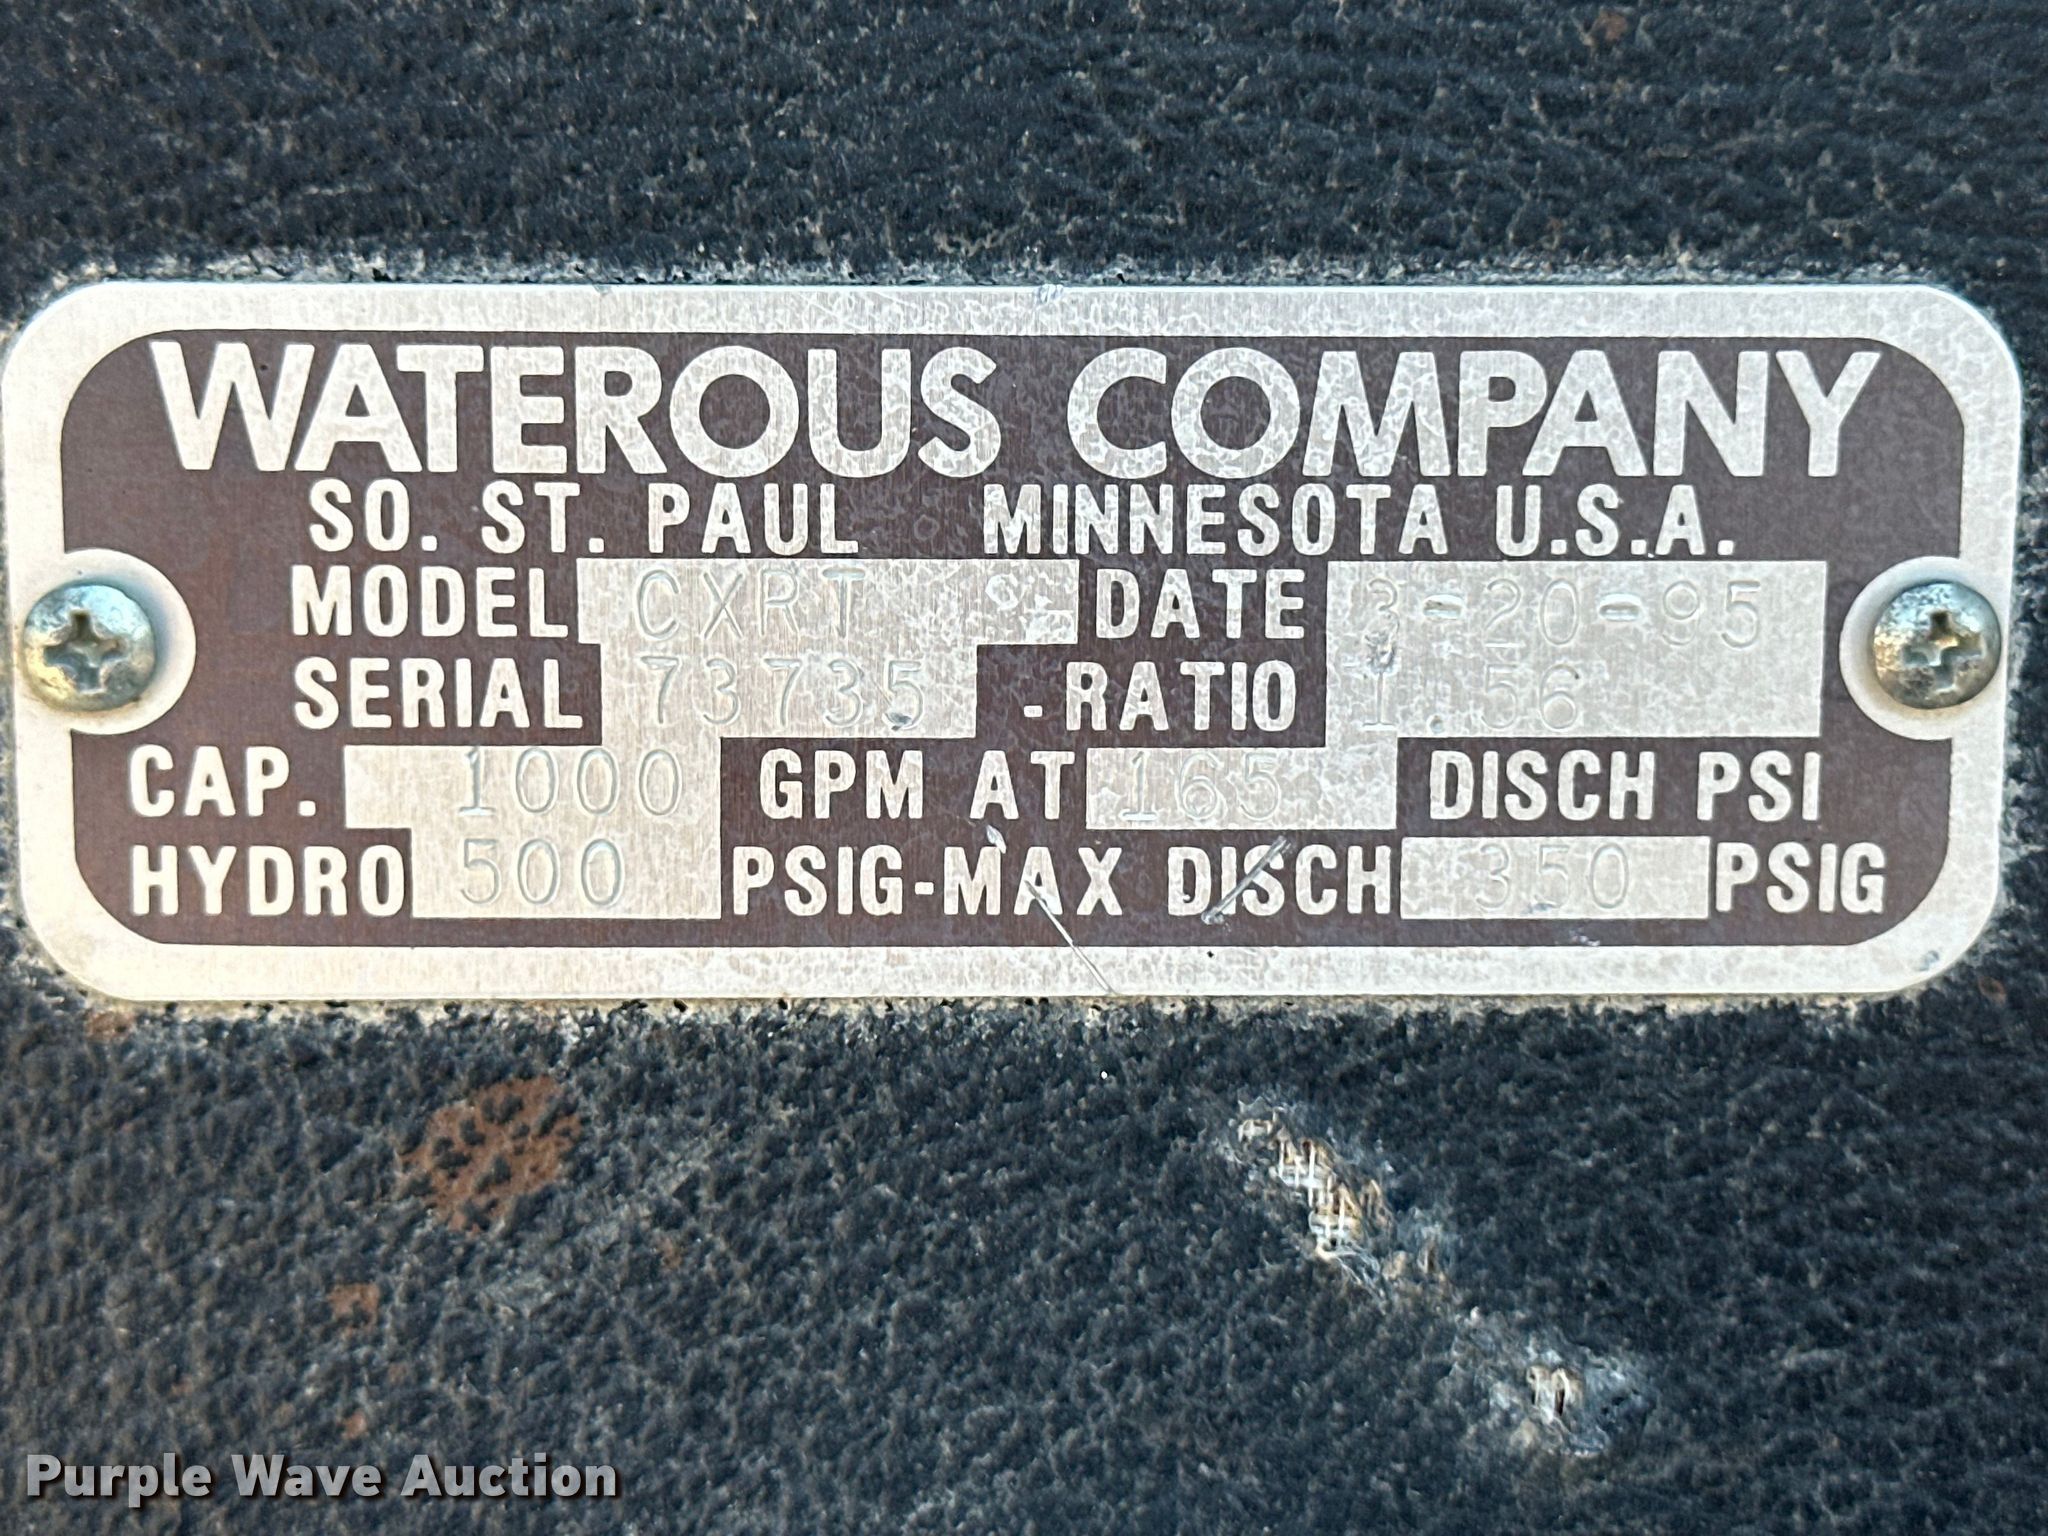 WATEROUS COMPANY
SO. ST. PAUL MINNESOTA U.S.A.
MODEL CXRT DATE 3-20-95
SERIAL 73735 -RATIO 1.56
CAP. 1000 GPM AT 165 DISCH PSI
HYDRO 500 PSIG-MAX DISCH 350 PSIG
Purple Wave Auction